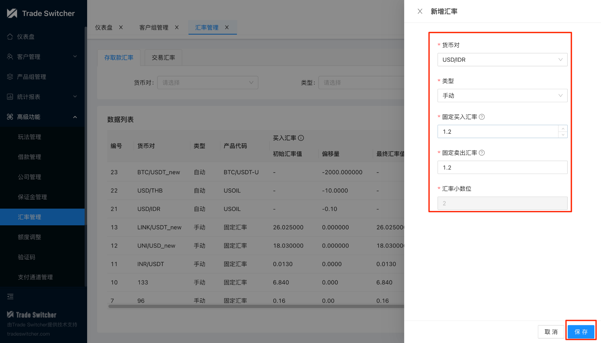 Trade Switcher
仪表盘
客户管理
产品组管理
统计报表
高级功能
玩法管理
借款管理
公司管理
保证金管理
汇率管理
额度调整
验证码
支付通道管理
Trade Switcher
由Trade Switcher提供技术支持
tradeswitcher.com
仪表盘 ×
客户组管理 ×
汇率管理 ×
存取款汇率 交易汇率
货币对: 请选择 类型: 请选择
数据列表
编号 货币对 类型 产品代码 买入汇率
初始汇率值 偏移量 最终汇率值
23 BTC/USDT_new 自动 BTC/USDT-U - -2000.000000 -
22 USD/THB 自动 USOIL - -10.0000 -
21 USD/IDR 自动 USOIL - -0.10 -
13 LINK/USDT_new 手动 固定汇率 26.025000 0.000000 26.025000
12 UNI/USD_new 手动 固定汇率 18.030000 0.000000 18.030000
11 INR/USDT 手动 固定汇率 0.0130 0.0000 0.0130
10 133 手动 固定汇率 6.840 0.000 6.840
7 96 手动 固定汇率 0.16 0.00 0.16
× 新增汇率
* 货币对
USD/IDR
* 类型
手动
* 固定买入汇率
1.2
* 固定卖出汇率
1.2
* 汇率小数位
2
取 消 保 存